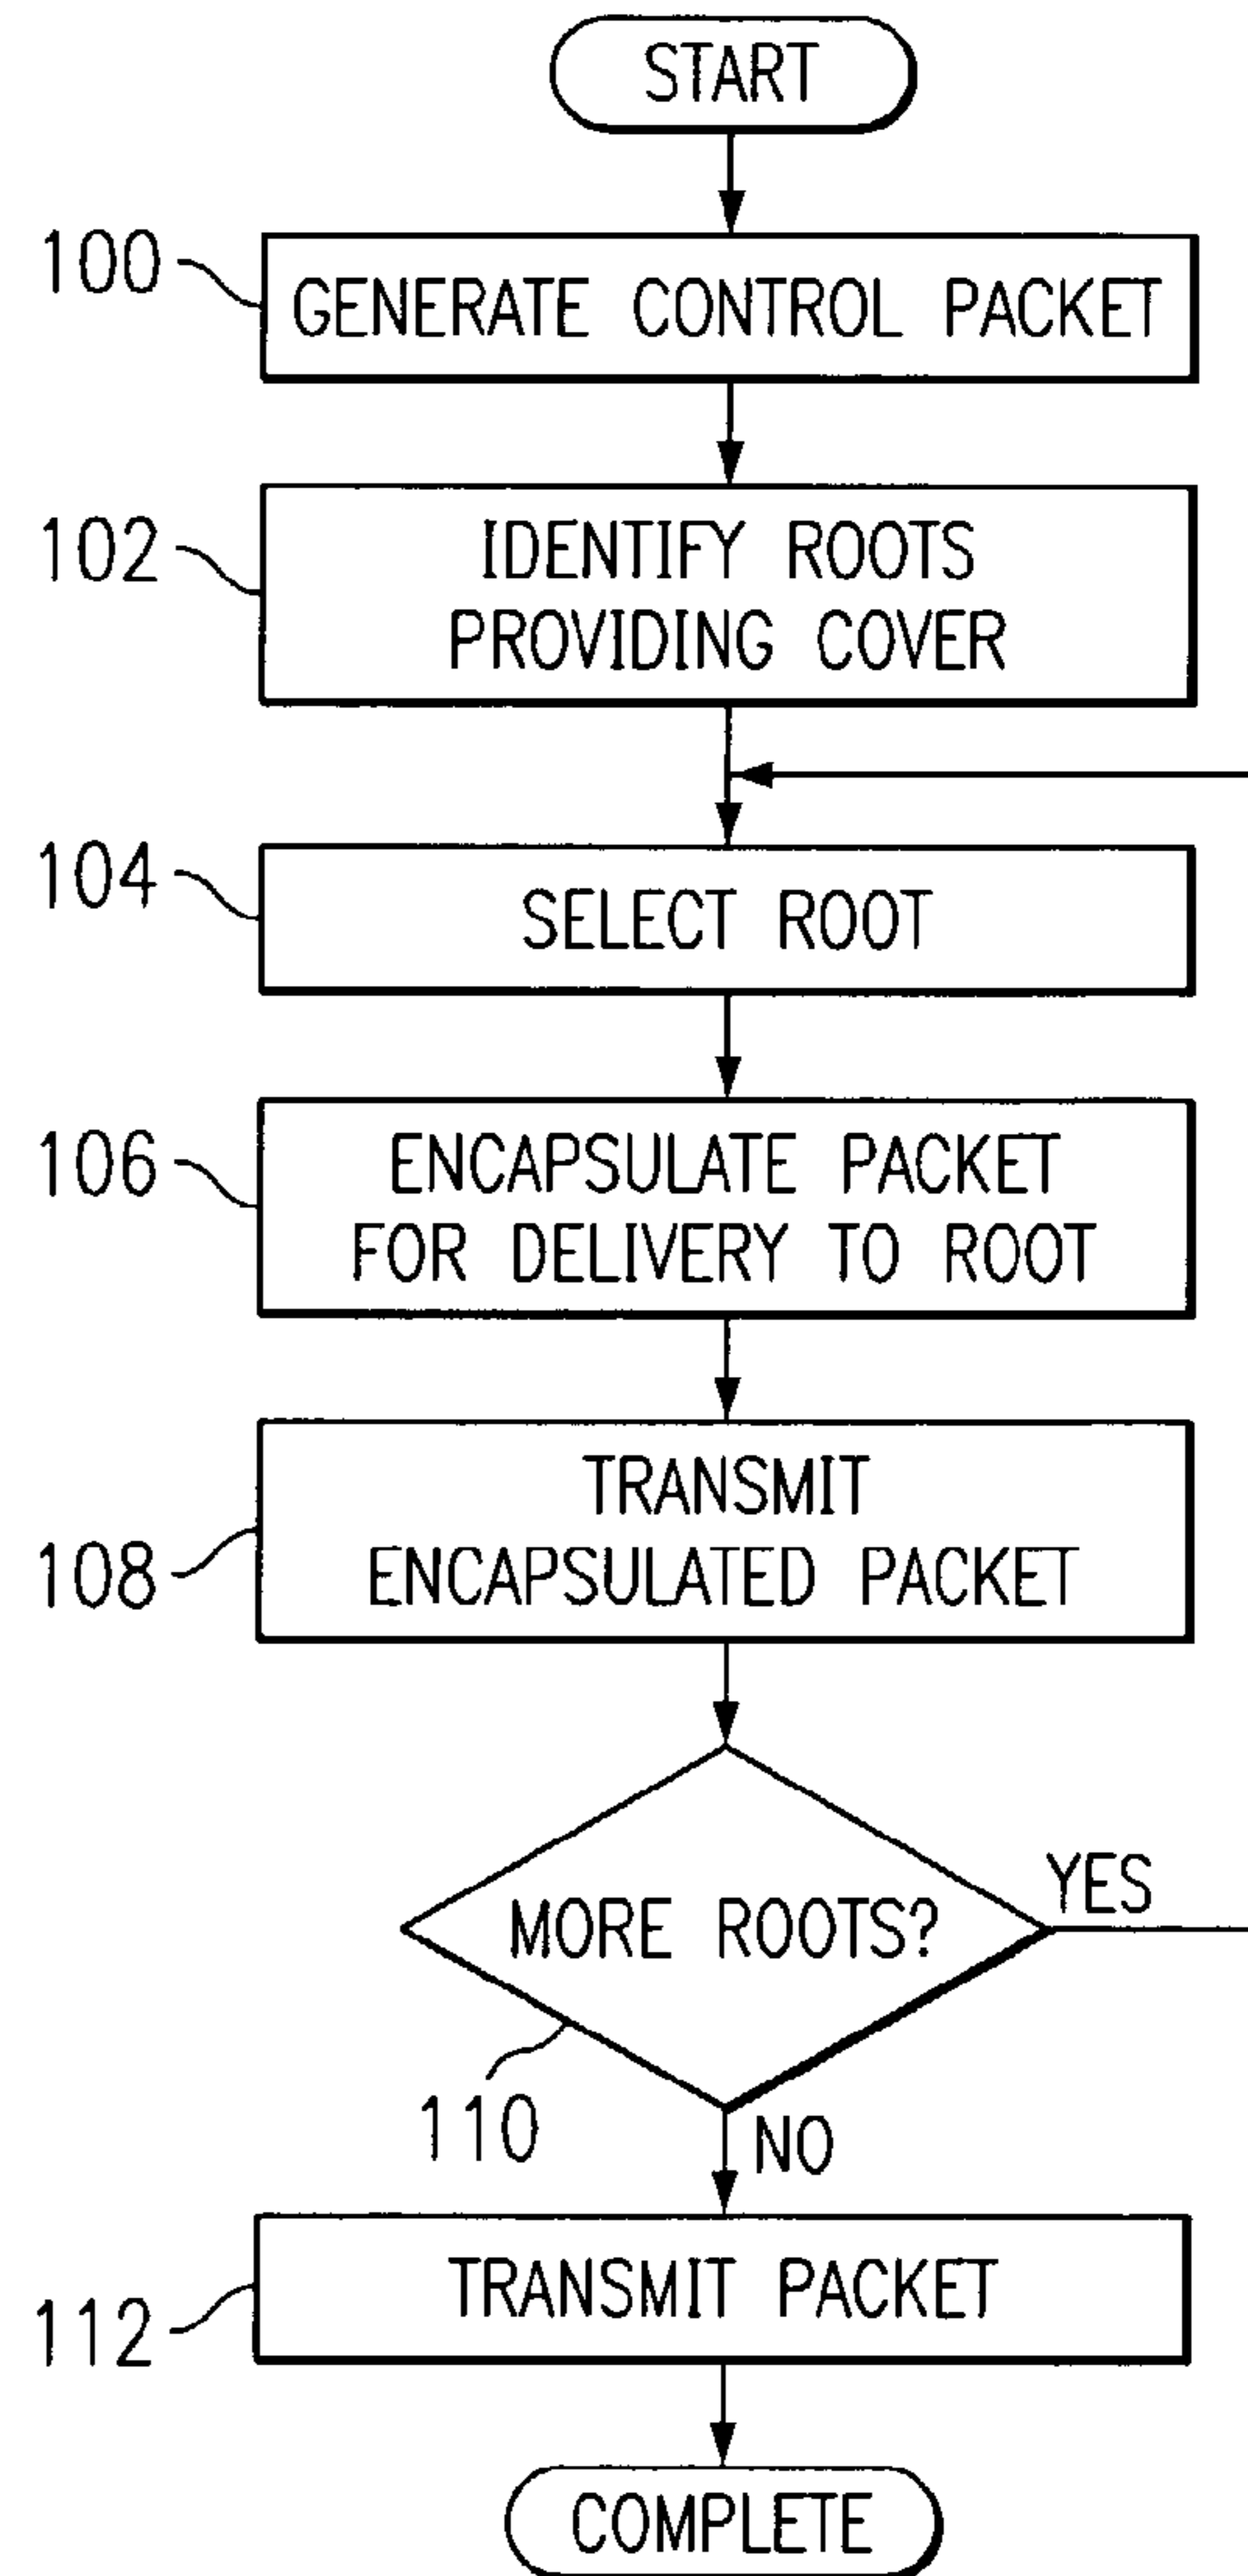 START
100
GENERATE CONTROL PACKET
102
IDENTIFY ROOTS
PROVIDING COVER
104
SELECT ROOT
106
ENCAPSULATE PACKET
FOR DELIVERY TO ROOT
108
TRANSMIT
ENCAPSULATED PACKET
MORE ROOTS?
YES
110
NO
112
TRANSMIT PACKET
COMPLETE